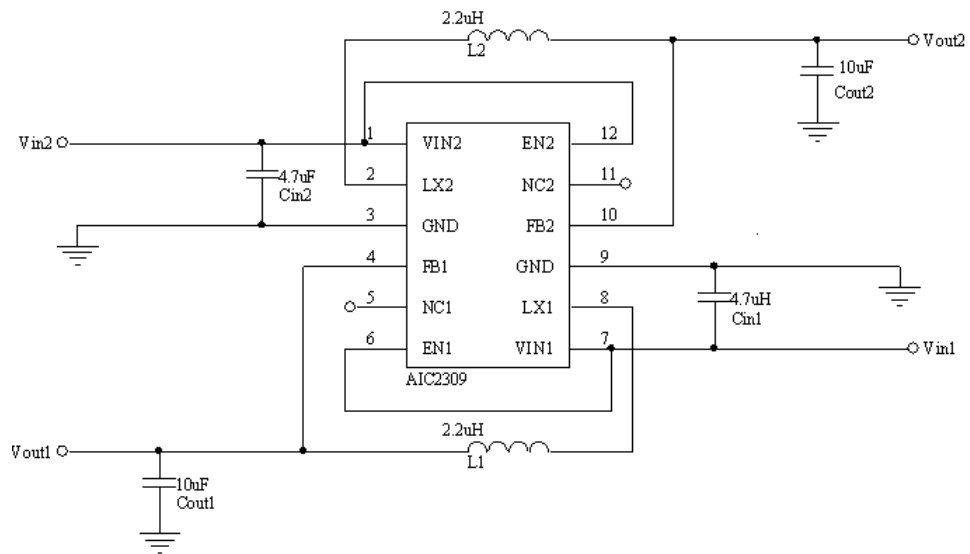 2.2uH
L2
Vout2
10uF
Cout2
Vin2
4.7uF
Cin2
1 VIN2 EN2 12
2 LX2 NC2 11
3 GND FB2 10
4 FB1 GND 9
5 NC1 LX1 8
6 EN1 VIN1 7
AIC2309
4.7uH
Cin1
Vin1
2.2uH
L1
Vout1
10uF
Cout1